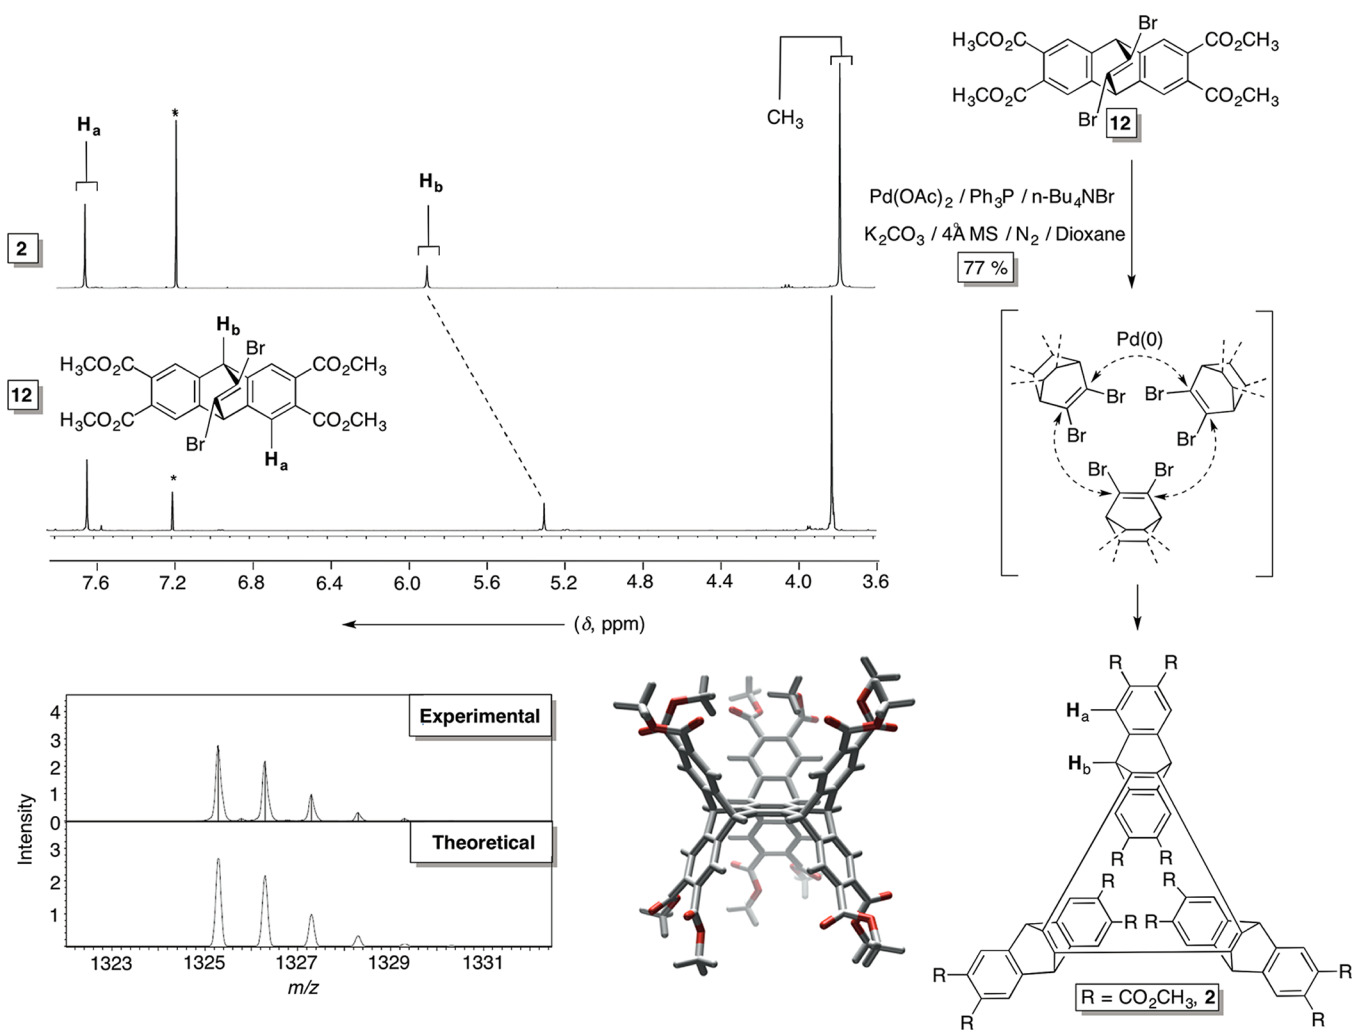 H₃CO₂C
H₃CO₂C
Br
CO₂CH₃
CO₂CH₃
Br
12
Ha
*
Hb
CH₃
2
Pd(OAc)₂ / Ph₃P / n-Bu₄NBr
K₂CO₃ / 4Å MS / N₂ / Dioxane
77 %
Hb
Br
H₃CO₂C
CO₂CH₃
12
H₃CO₂C
CO₂CH₃
Br
Ha
*
Pd(0)
Br
Br
Br
Br
Br
Br
7.6 7.2 6.8 6.4 6.0 5.6 5.2 4.8 4.4 4.0 3.6
(δ, ppm)
Experimental
4
3
2
1
0
Theoretical
3
2
1
Intensity
1323 1325 1327 1329 1331
m/z
R R
Ha
Hb
R R
R R
R R
R R
R R
R = CO₂CH₃, 2